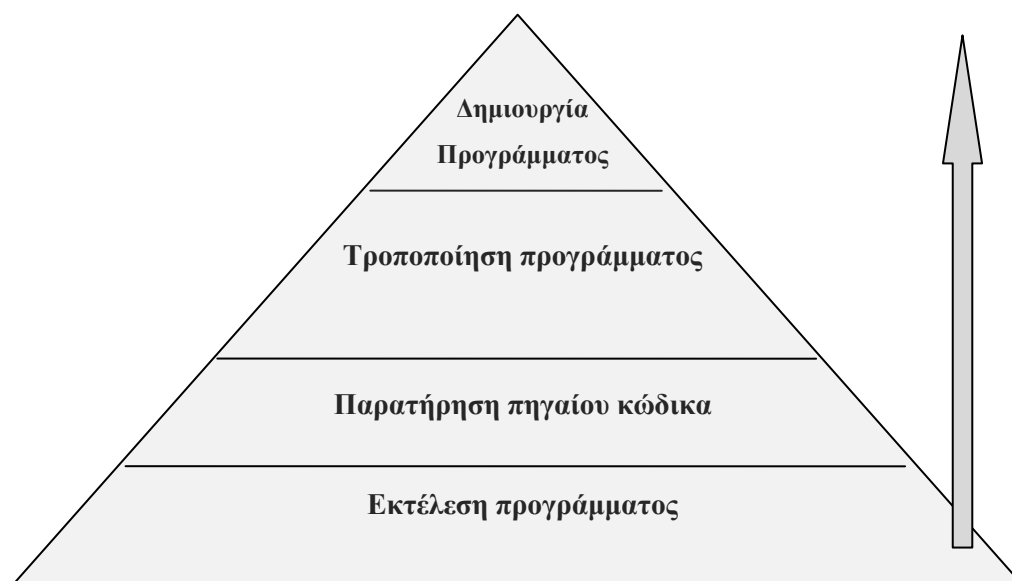 Δημιουργία
Προγράμματος
Τροποποίηση προγράμματος
Παρατήρηση πηγαίου κώδικα
Εκτέλεση προγράμματος